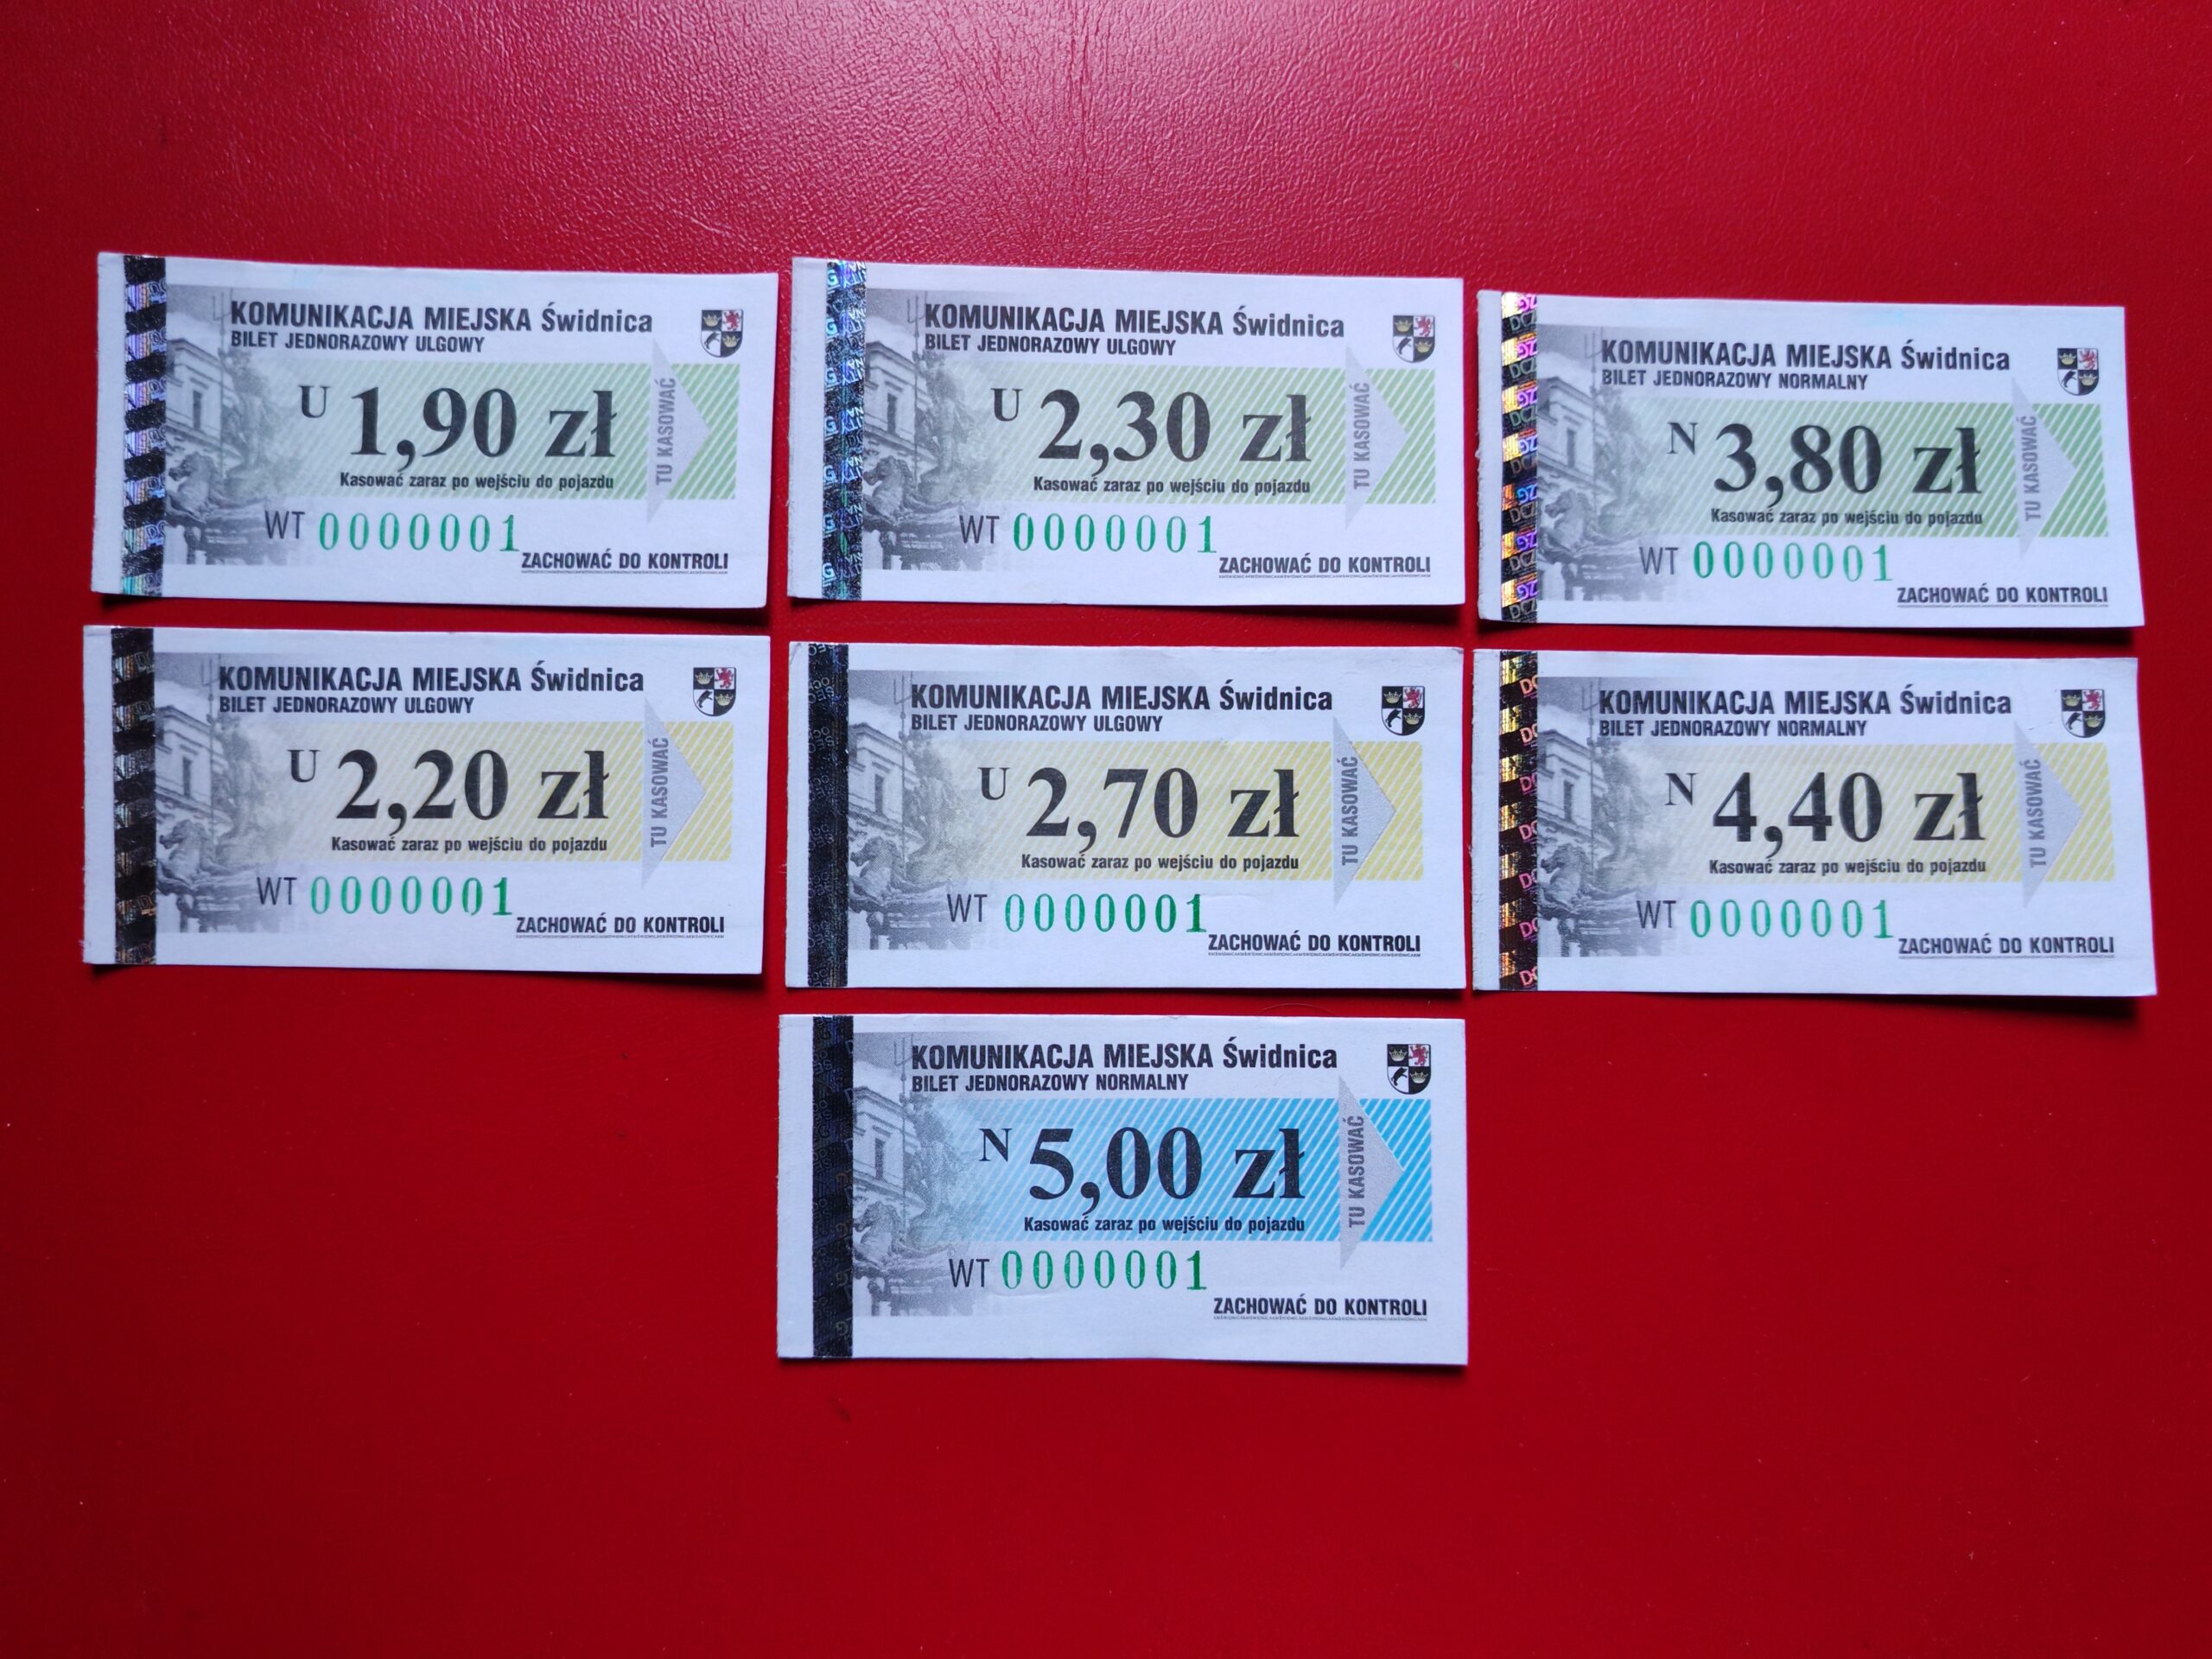 KOMUNIKACJA MIEJSKA Świdnica
BILET JEDNORAZOWY ULGOWY
U 1,90 zł
TU KASOWAĆ
Kasować zaraz po wejściu do pojazdu
WT 0000001
ZACHOWAĆ DO KONTROLI
KOMUNIKACJA MIEJSKA Świdnica
BILET JEDNORAZOWY ULGOWY
U 2,30 zł
TU KASOWAĆ
Kasować zaraz po wejściu do pojazdu
WT 0000001
ZACHOWAĆ DO KONTROLI
KOMUNIKACJA MIEJSKA Świdnica
BILET JEDNORAZOWY NORMALNY
N 3,80 zł
TU KASOWAĆ
Kasować zaraz po wejściu do pojazdu
WT 0000001
ZACHOWAĆ DO KONTROLI
KOMUNIKACJA MIEJSKA Świdnica
BILET JEDNORAZOWY ULGOWY
U 2,20 zł
TU KASOWAĆ
Kasować zaraz po wejściu do pojazdu
WT 0000001
ZACHOWAĆ DO KONTROLI
KOMUNIKACJA MIEJSKA Świdnica
BILET JEDNORAZOWY ULGOWY
U 2,70 zł
TU KASOWAĆ
Kasować zaraz po wejściu do pojazdu
WT 0000001
ZACHOWAĆ DO KONTROLI
KOMUNIKACJA MIEJSKA Świdnica
BILET JEDNORAZOWY NORMALNY
N 4,40 zł
TU KASOWAĆ
Kasować zaraz po wejściu do pojazdu
WT 0000001
ZACHOWAĆ DO KONTROLI
KOMUNIKACJA MIEJSKA Świdnica
BILET JEDNORAZOWY NORMALNY
N 5,00 zł
TU KASOWAĆ
Kasować zaraz po wejściu do pojazdu
WT 0000001
ZACHOWAĆ DO KONTROLI